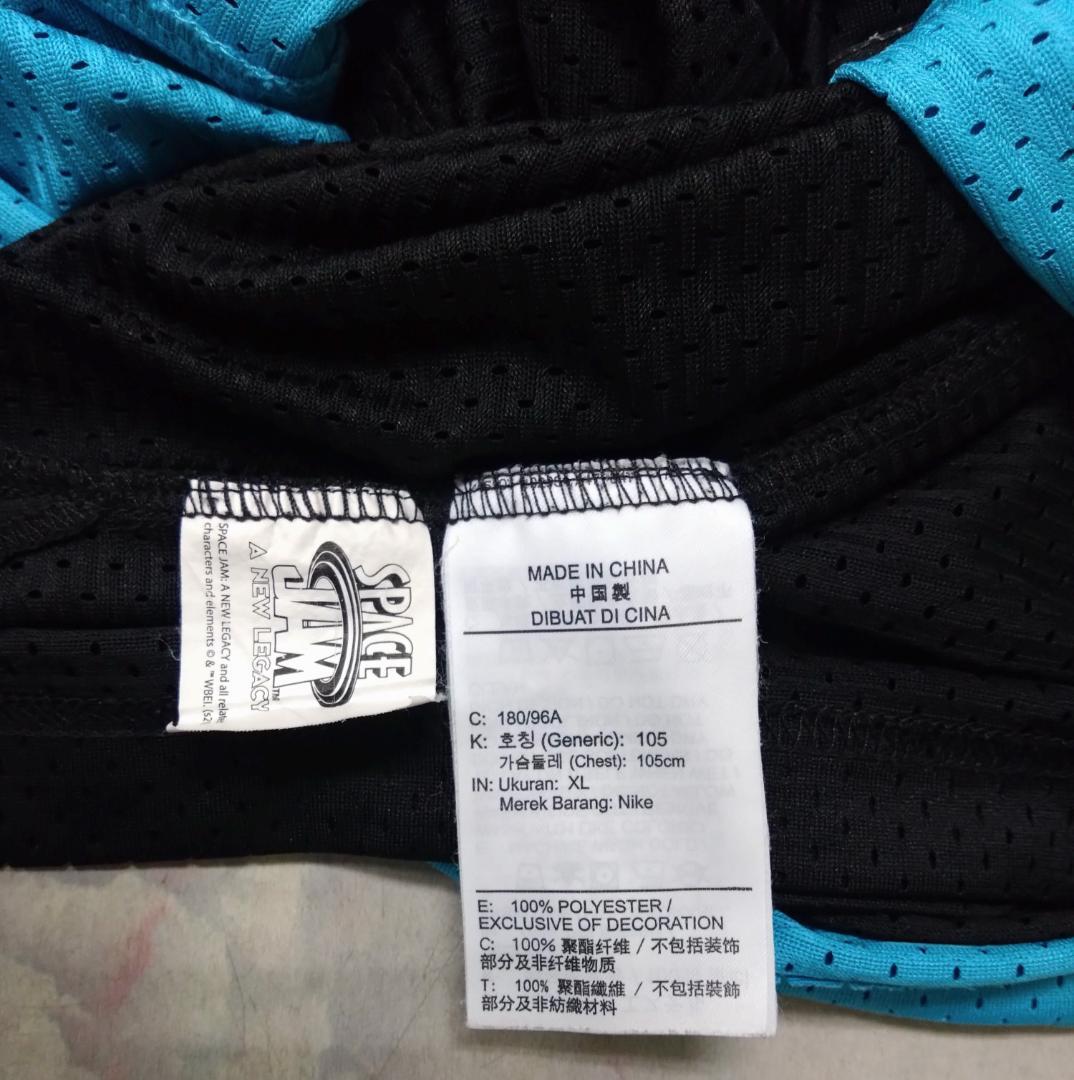 SPACE
JAM™
A NEW LEGACY
SPACE JAM: A NEW LEGACY and all
characters and elements © & ™ WBEI.
MADE IN CHINA
中国製
DIBUAT DI CINA
C: 180/96A
K: 호칭 (Generic): 105
가슴둘레 (Chest): 105cm
IN: Ukuran: XL
Merek Barang: Nike
E: 100% POLYESTER /
EXCLUSIVE OF DECORATION
C: 100% 聚酯纤维 / 不包括装饰
部分及非纤维物质
T: 100% 聚酯纖維 / 不包括裝飾
部分及非紡織材料